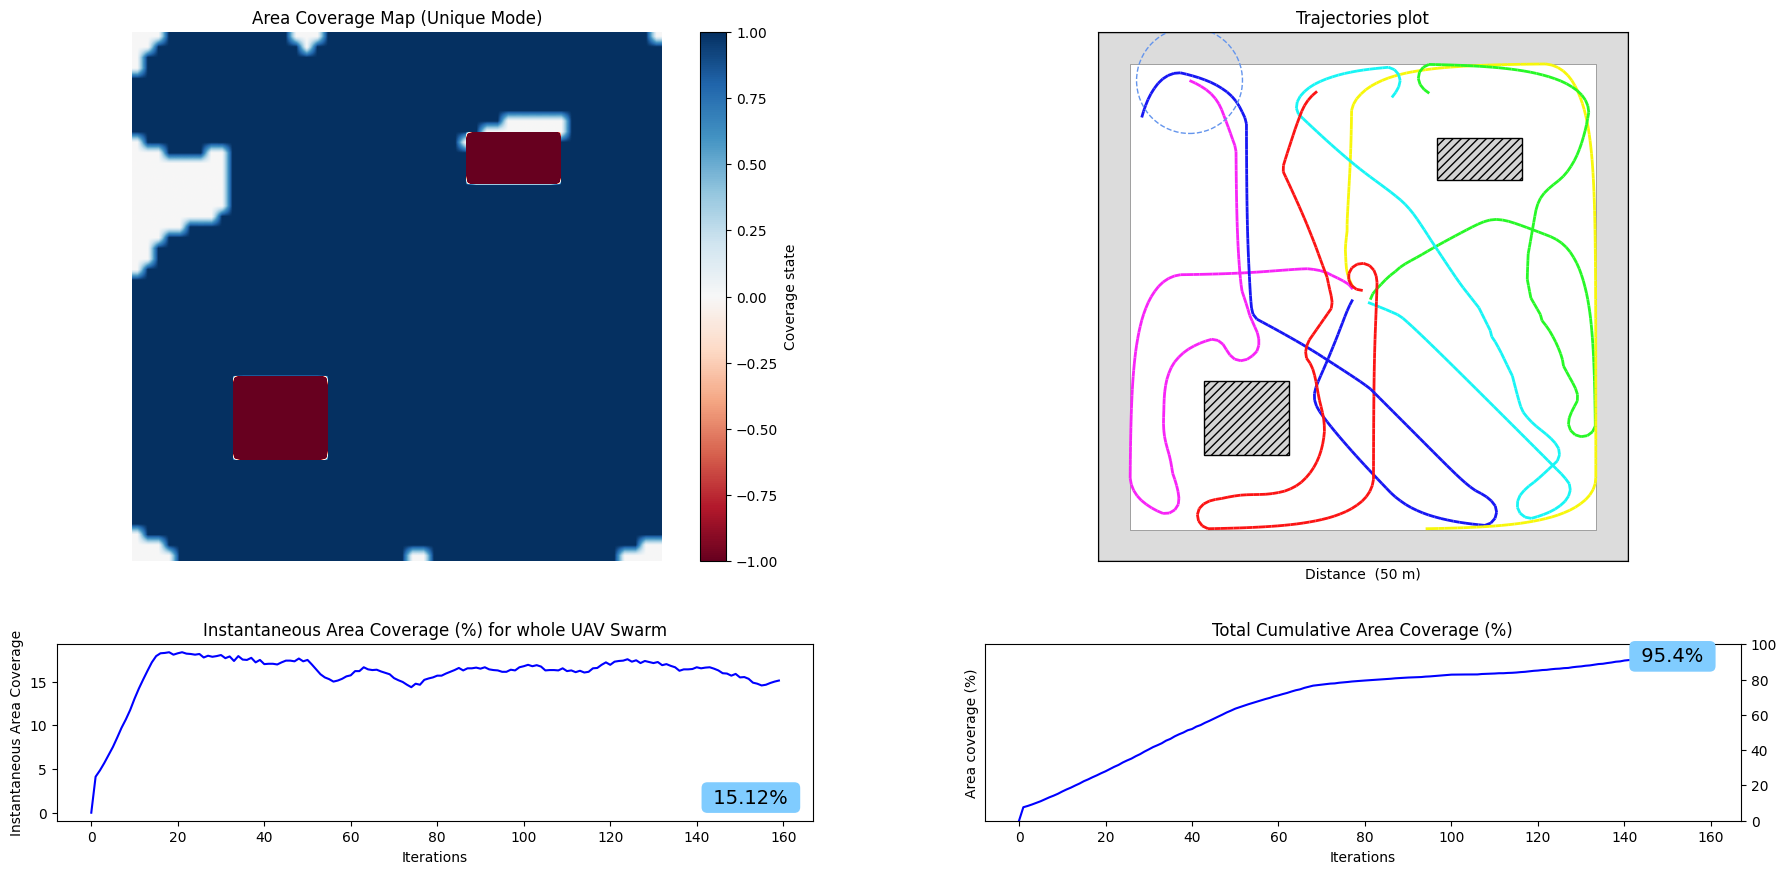 Area Coverage Map (Unique Mode)
1.00
0.75
0.50
0.25
0.00
−0.25
−0.50
−0.75
−1.00
Coverage state
Trajectories plot
Distance  (50 m)
Instantaneous Area Coverage (%) for whole UAV Swarm
Instantaneous Area Coverage
15
10
5
0
15.12%
0 20 40 60 80 100 120 140 160
Iterations
Total Cumulative Area Coverage (%)
Area coverage (%)
95.4%
100
80
60
40
20
0
0 20 40 60 80 100 120 140 160
Iterations